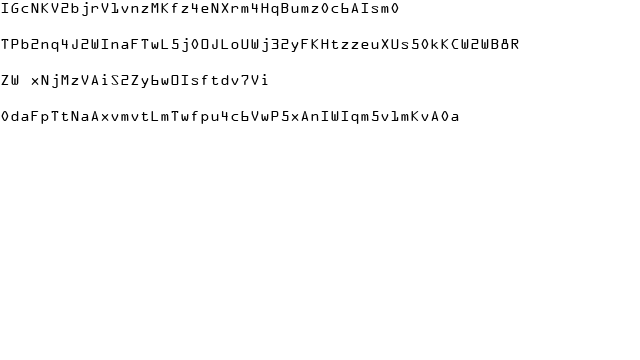 IGcNKV2bjrV1vnzMKfz4eNXrm4HqBumz0c6AIsm0
TPb2nq4J2WInaFTwL5j0OJLoUWj32yFKHtzzeuXUs50kKCW2WB8R
ZW xNjMzVAiS2Zy6wOIsftdv7Vi
0daFpTtNaAxvmvtLmTwfpu4c6VwP5xAnIWIqm5v1mKvA0a